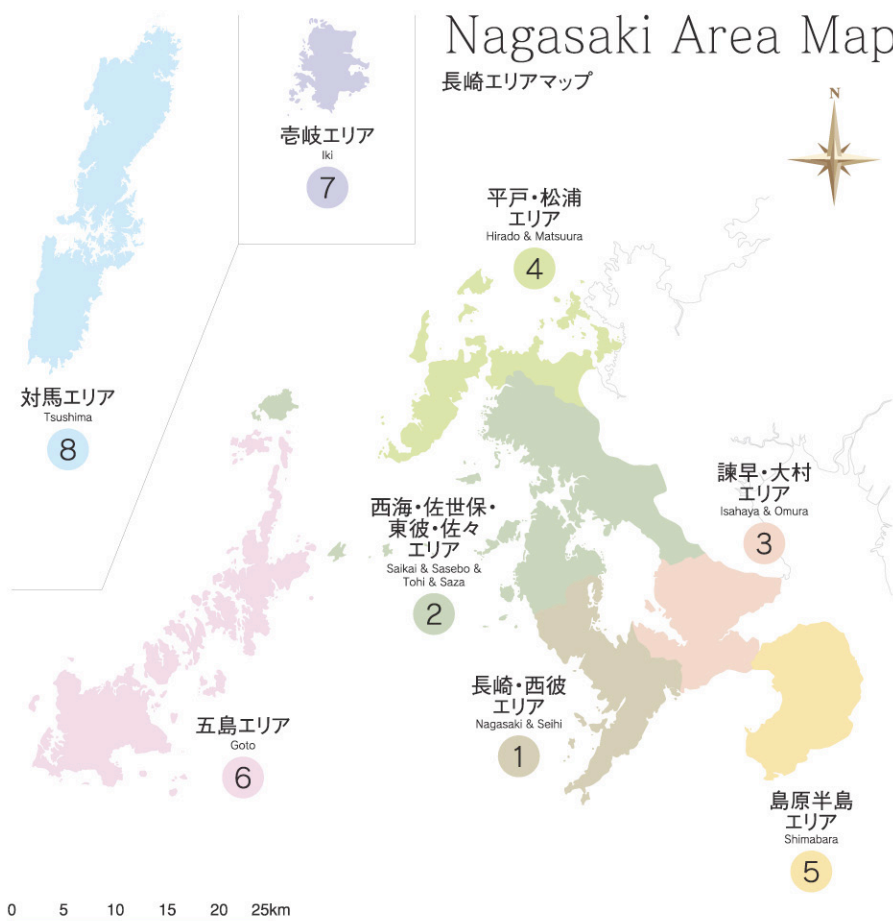 Nagasaki Area Map
長崎エリアマップ
N
壱岐エリア
Iki
7
平戸・松浦
エリア
Hirado & Matsuura
4
対馬エリア
Tsushima
8
諫早・大村
エリア
Isahaya & Omura
3
西海・佐世保・
東彼・佐々
エリア
Saikai & Sasebo &
Tohi & Saza
2
長崎・西彼
エリア
Nagasaki & Seihi
1
五島エリア
Goto
6
島原半島
エリア
Shimabara
5
0 5 10 15 20 25km